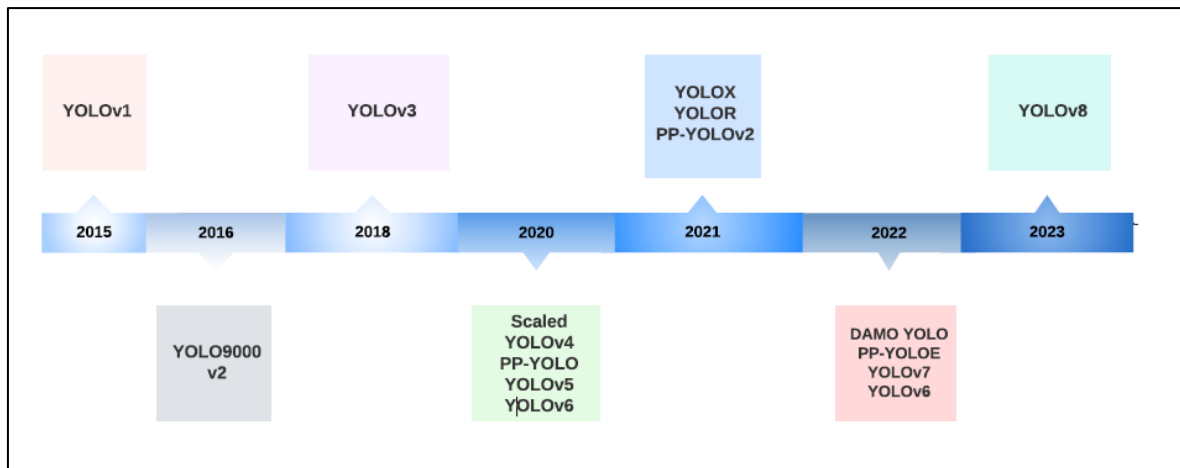 YOLOv1
YOLOv3
YOLOX
YOLOR
PP-YOLOv2
YOLOv8
2015
2016
2018
2020
2021
2022
2023
YOLO9000
v2
Scaled
YOLOv4
PP-YOLO
YOLOv5
YOLOv6
DAMO YOLO
PP-YOLOE
YOLOv7
YOLOv6